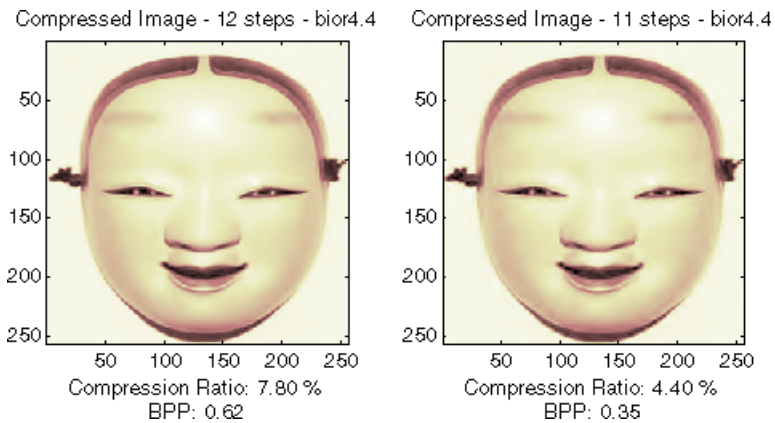 Compressed Image - 12 steps - bior4.4
50
100
150
200
250
50 100 150 200 250
Compression Ratio: 7.80 %
BPP: 0.62
Compressed Image - 11 steps - bior4.4
50
100
150
200
250
50 100 150 200 250
Compression Ratio: 4.40 %
BPP: 0.35